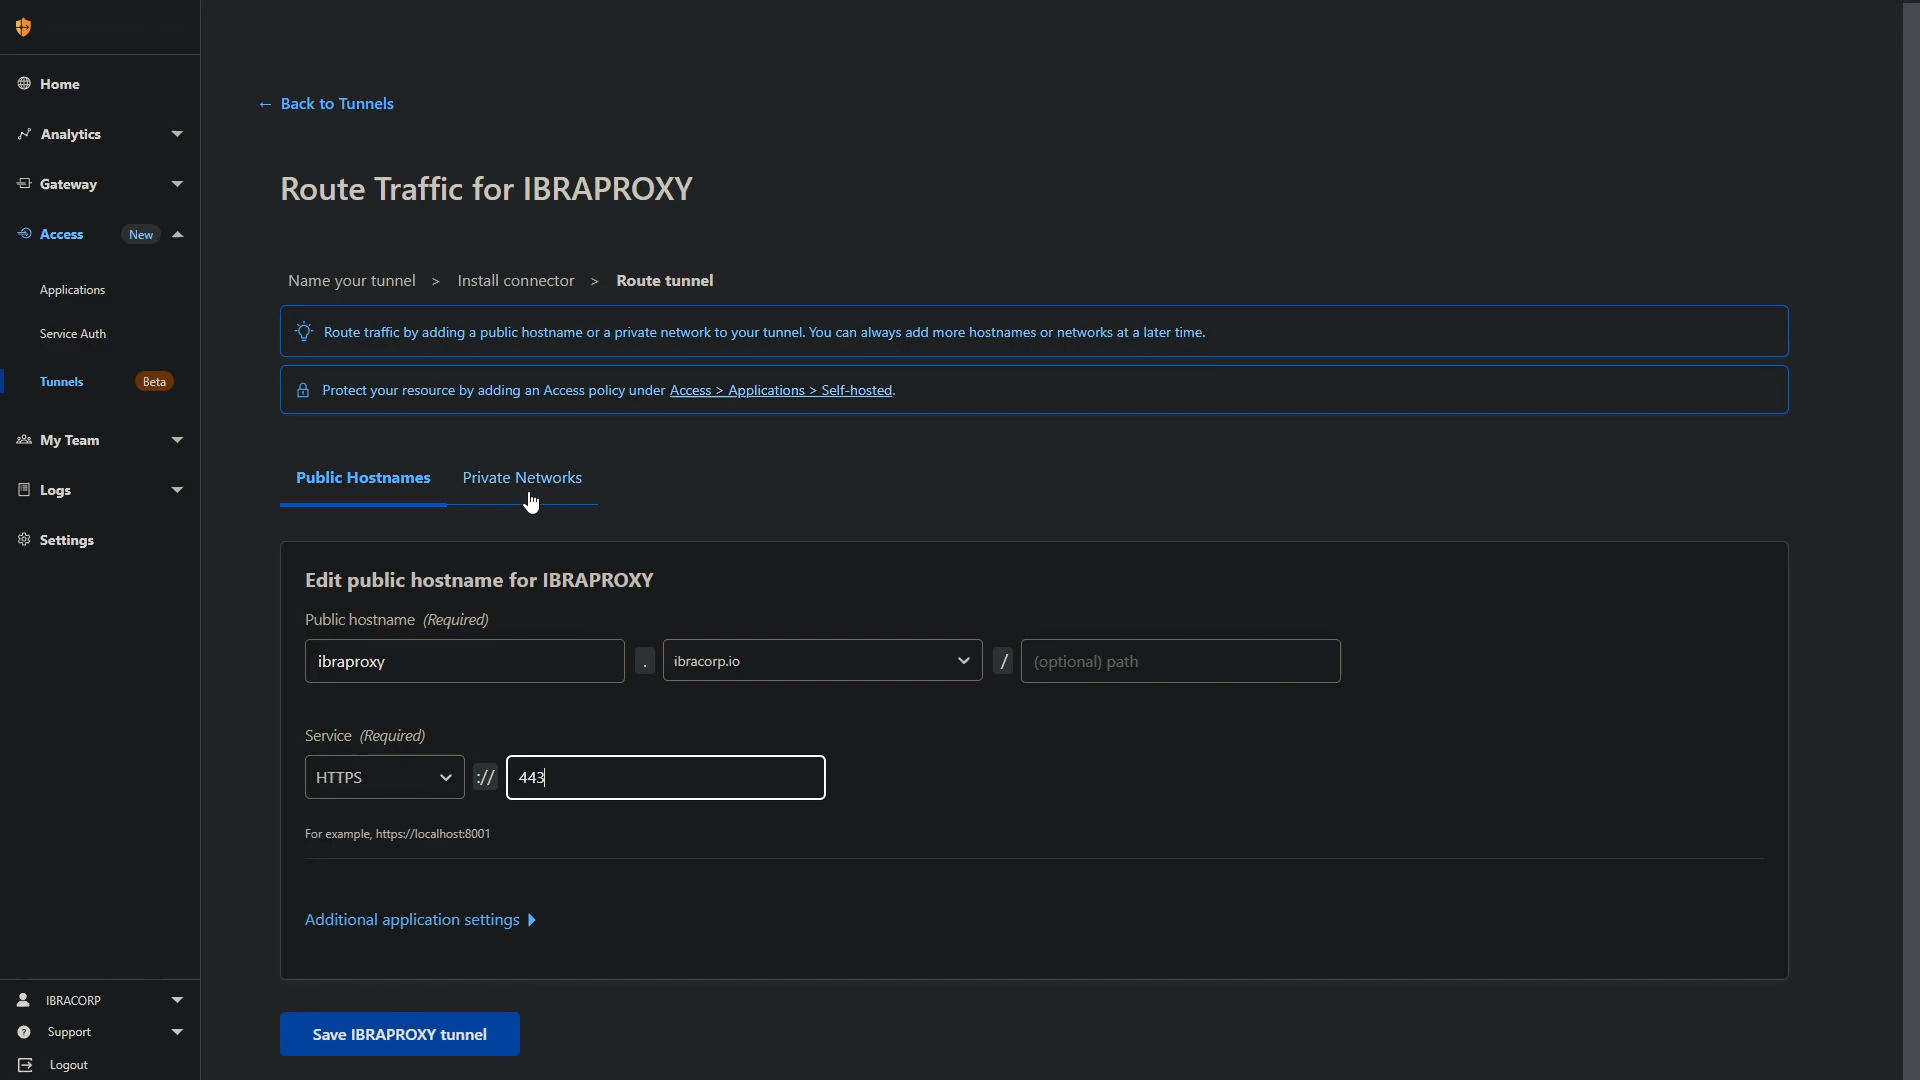 Home
Analytics
Gateway
Access New
Applications
Service Auth
Tunnels Beta
My Team
Logs
Settings
IBRACORP
Support
Logout
← Back to Tunnels
Route Traffic for IBRAPROXY
Name your tunnel > Install connector > Route tunnel
Route traffic by adding a public hostname or a private network to your tunnel. You can always add more hostnames or networks at a later time.
Protect your resource by adding an Access policy under Access > Applications > Self-hosted.
Public Hostnames Private Networks
Edit public hostname for IBRAPROXY
Public hostname (Required)
ibraproxy . ibracorp.io / (optional) path
Service (Required)
HTTPS :// 443
For example, https://localhost:8001
Additional application settings
Save IBRAPROXY tunnel